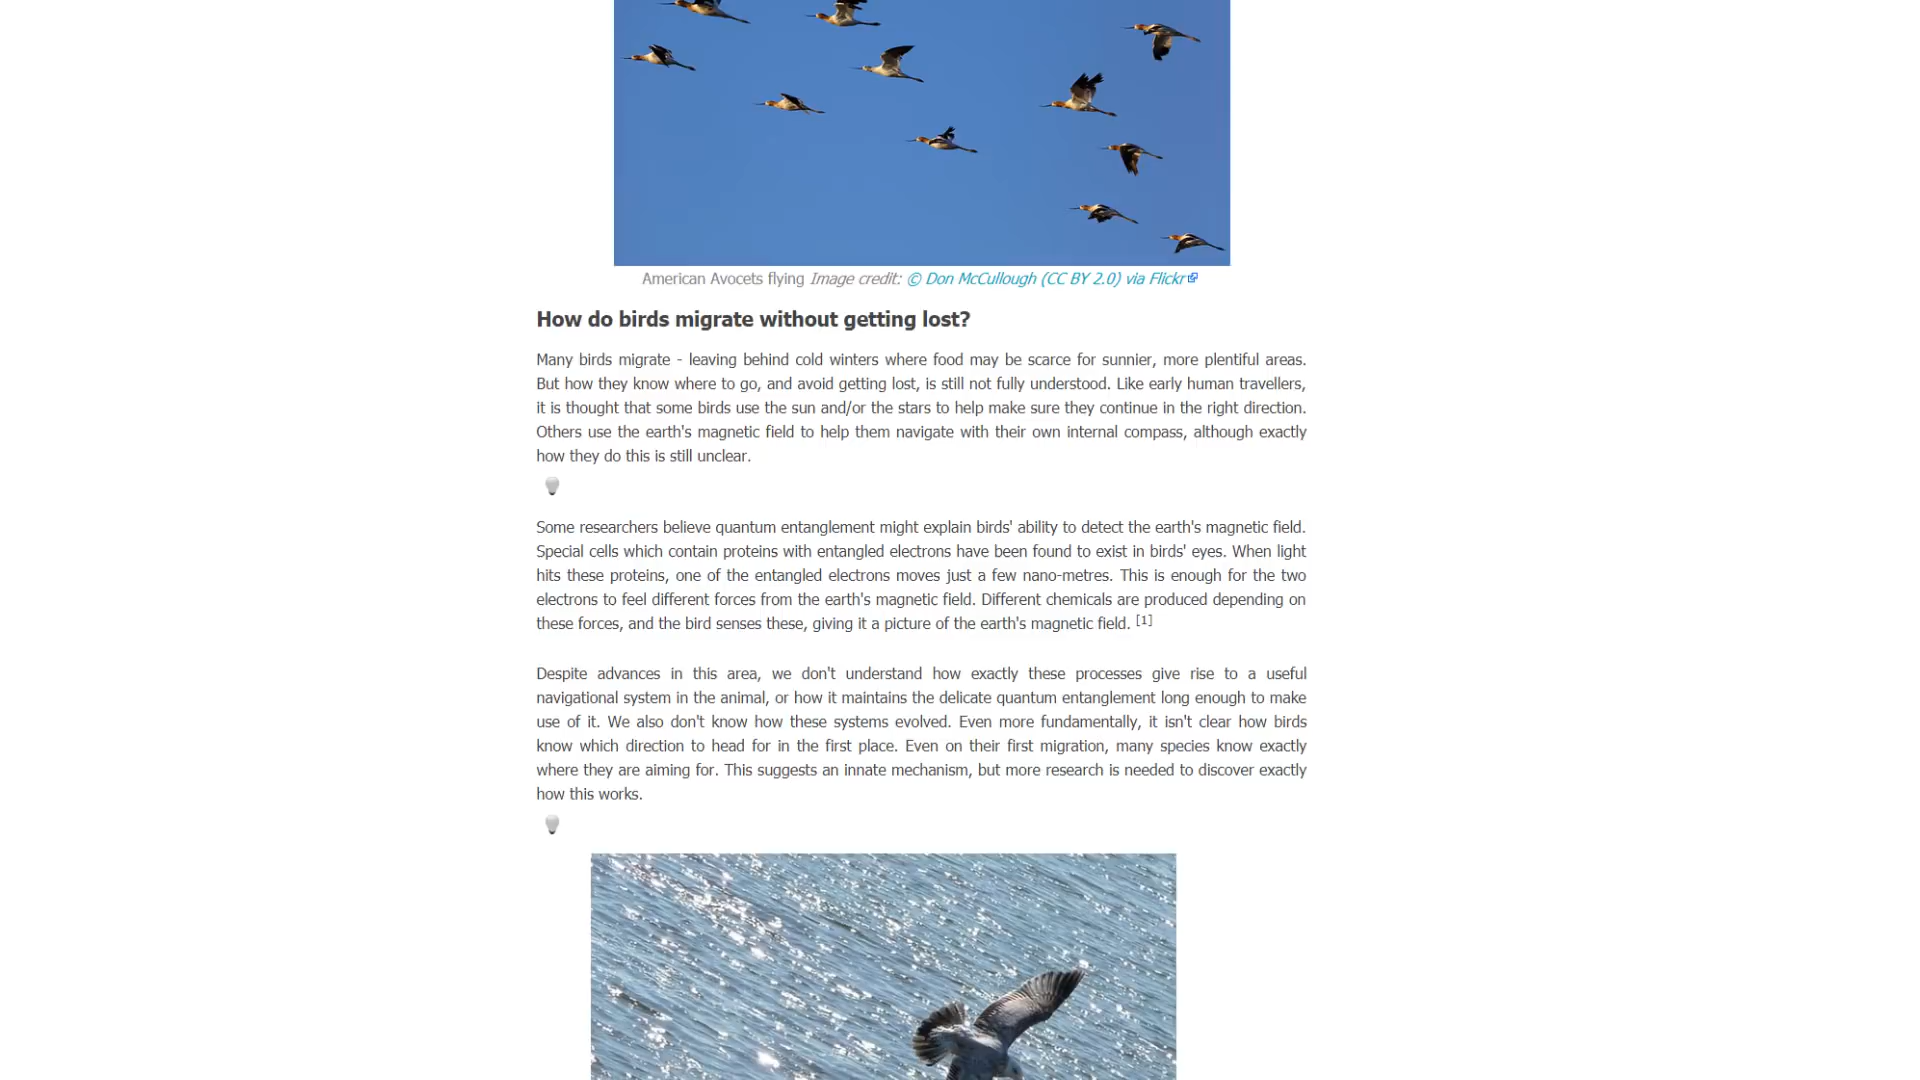 American Avocets flying Image credit: © Don McCullough (CC BY 2.0) via Flickr
How do birds migrate without getting lost?
Many birds migrate - leaving behind cold winters where food may be scarce for sunnier, more plentiful areas.
But how they know where to go, and avoid getting lost, is still not fully understood. Like early human travellers,
it is thought that some birds use the sun and/or the stars to help make sure they continue in the right direction.
Others use the earth's magnetic field to help them navigate with their own internal compass, although exactly
how they do this is still unclear.
Some researchers believe quantum entanglement might explain birds' ability to detect the earth's magnetic field.
Special cells which contain proteins with entangled electrons have been found to exist in birds' eyes. When light
hits these proteins, one of the entangled electrons moves just a few nano-metres. This is enough for the two
electrons to feel different forces from the earth's magnetic field. Different chemicals are produced depending on
these forces, and the bird senses these, giving it a picture of the earth's magnetic field. [1]
Despite advances in this area, we don't understand how exactly these processes give rise to a useful
navigational system in the animal, or how it maintains the delicate quantum entanglement long enough to make
use of it. We also don't know how these systems evolved. Even more fundamentally, it isn't clear how birds
know which direction to head for in the first place. Even on their first migration, many species know exactly
where they are aiming for. This suggests an innate mechanism, but more research is needed to discover exactly
how this works.